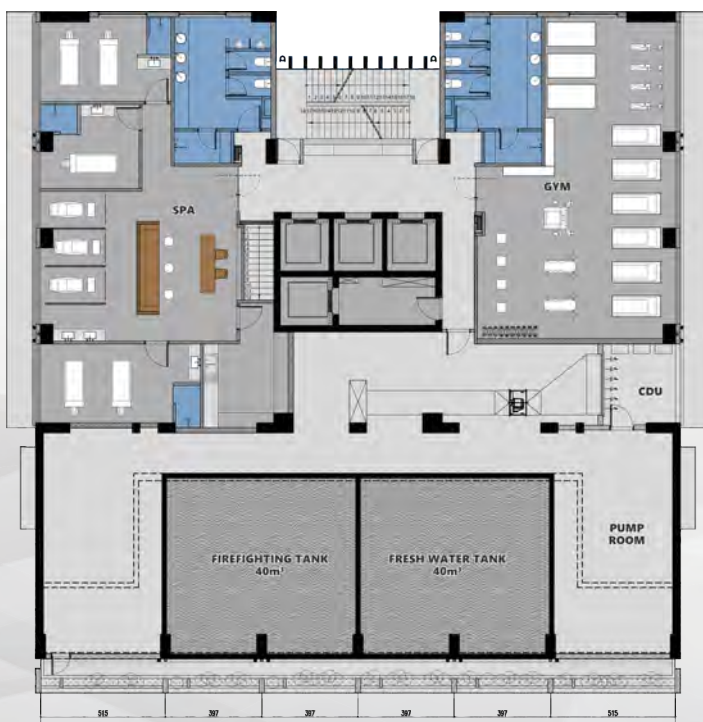 SPA
GYM
CDU
PUMP
ROOM
FIREFIGHTING TANK
40m³
FRESH WATER TANK
40m³
515
397
397
397
397
515